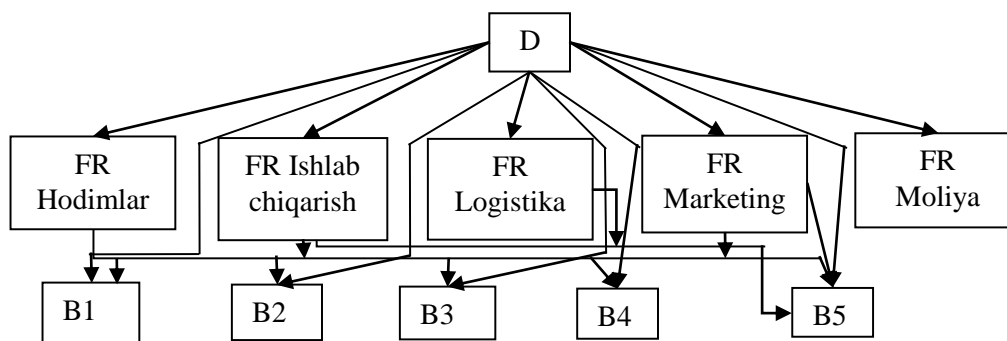 D
FR
Hodimlar
FR Ishlab
chiqarish
FR
Logistika
FR
Marketing
FR
Moliya
B1
B2
B3
B4
B5